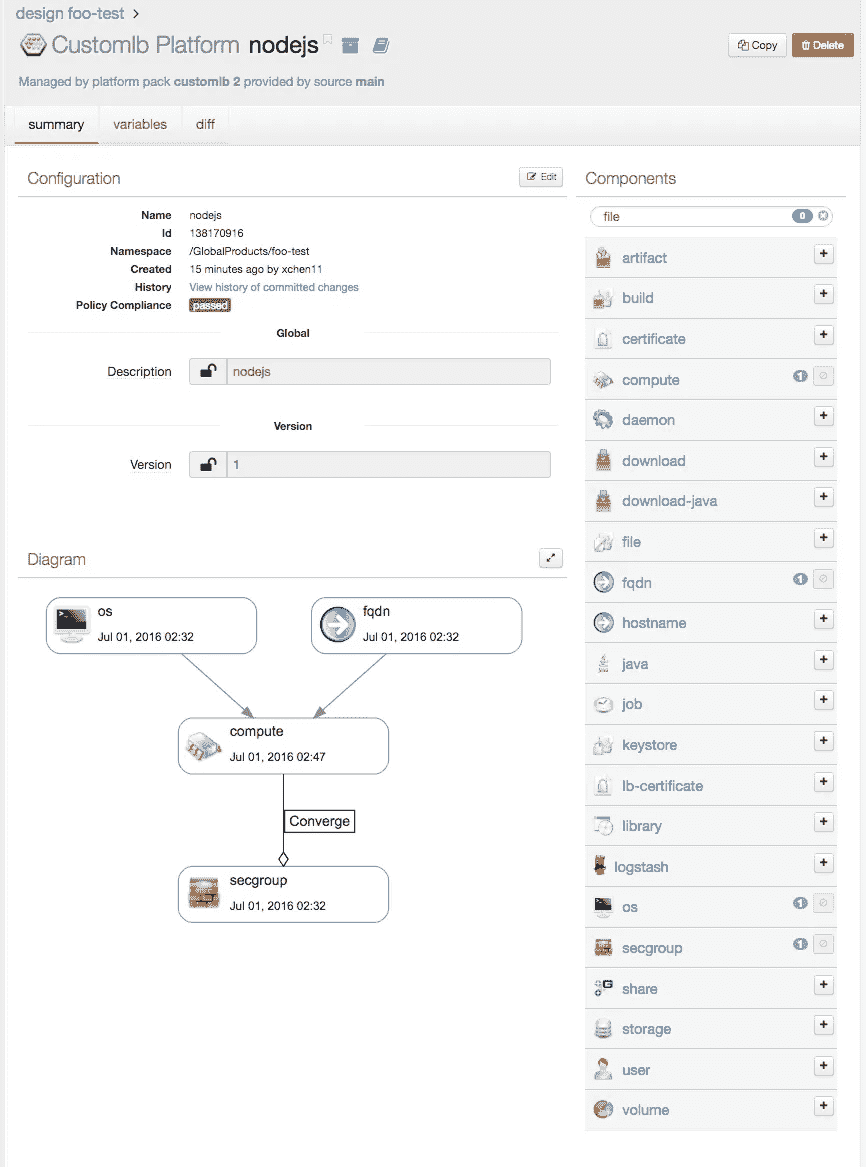 design foo-test >
Customlb Platform nodejs
Copy
Delete
Managed by platform pack customlb 2 provided by source main
summary
variables
diff
Configuration
Edit
Name nodejs
Id 138170916
Namespace /GlobalProducts/foo-test
Created 15 minutes ago by xchen11
History View history of committed changes
Policy Compliance passed
Global
Description nodejs
Version
Version 1
Diagram
os
Jul 01, 2016 02:32
fqdn
Jul 01, 2016 02:32
compute
Jul 01, 2016 02:47
Converge
secgroup
Jul 01, 2016 02:32
Components
file 0
artifact +
build +
certificate +
compute 1
daemon +
download +
download-java +
file +
fqdn 1
hostname +
java +
job +
keystore +
lb-certificate +
library +
logstash +
os 1
secgroup 1
share +
storage +
user +
volume +